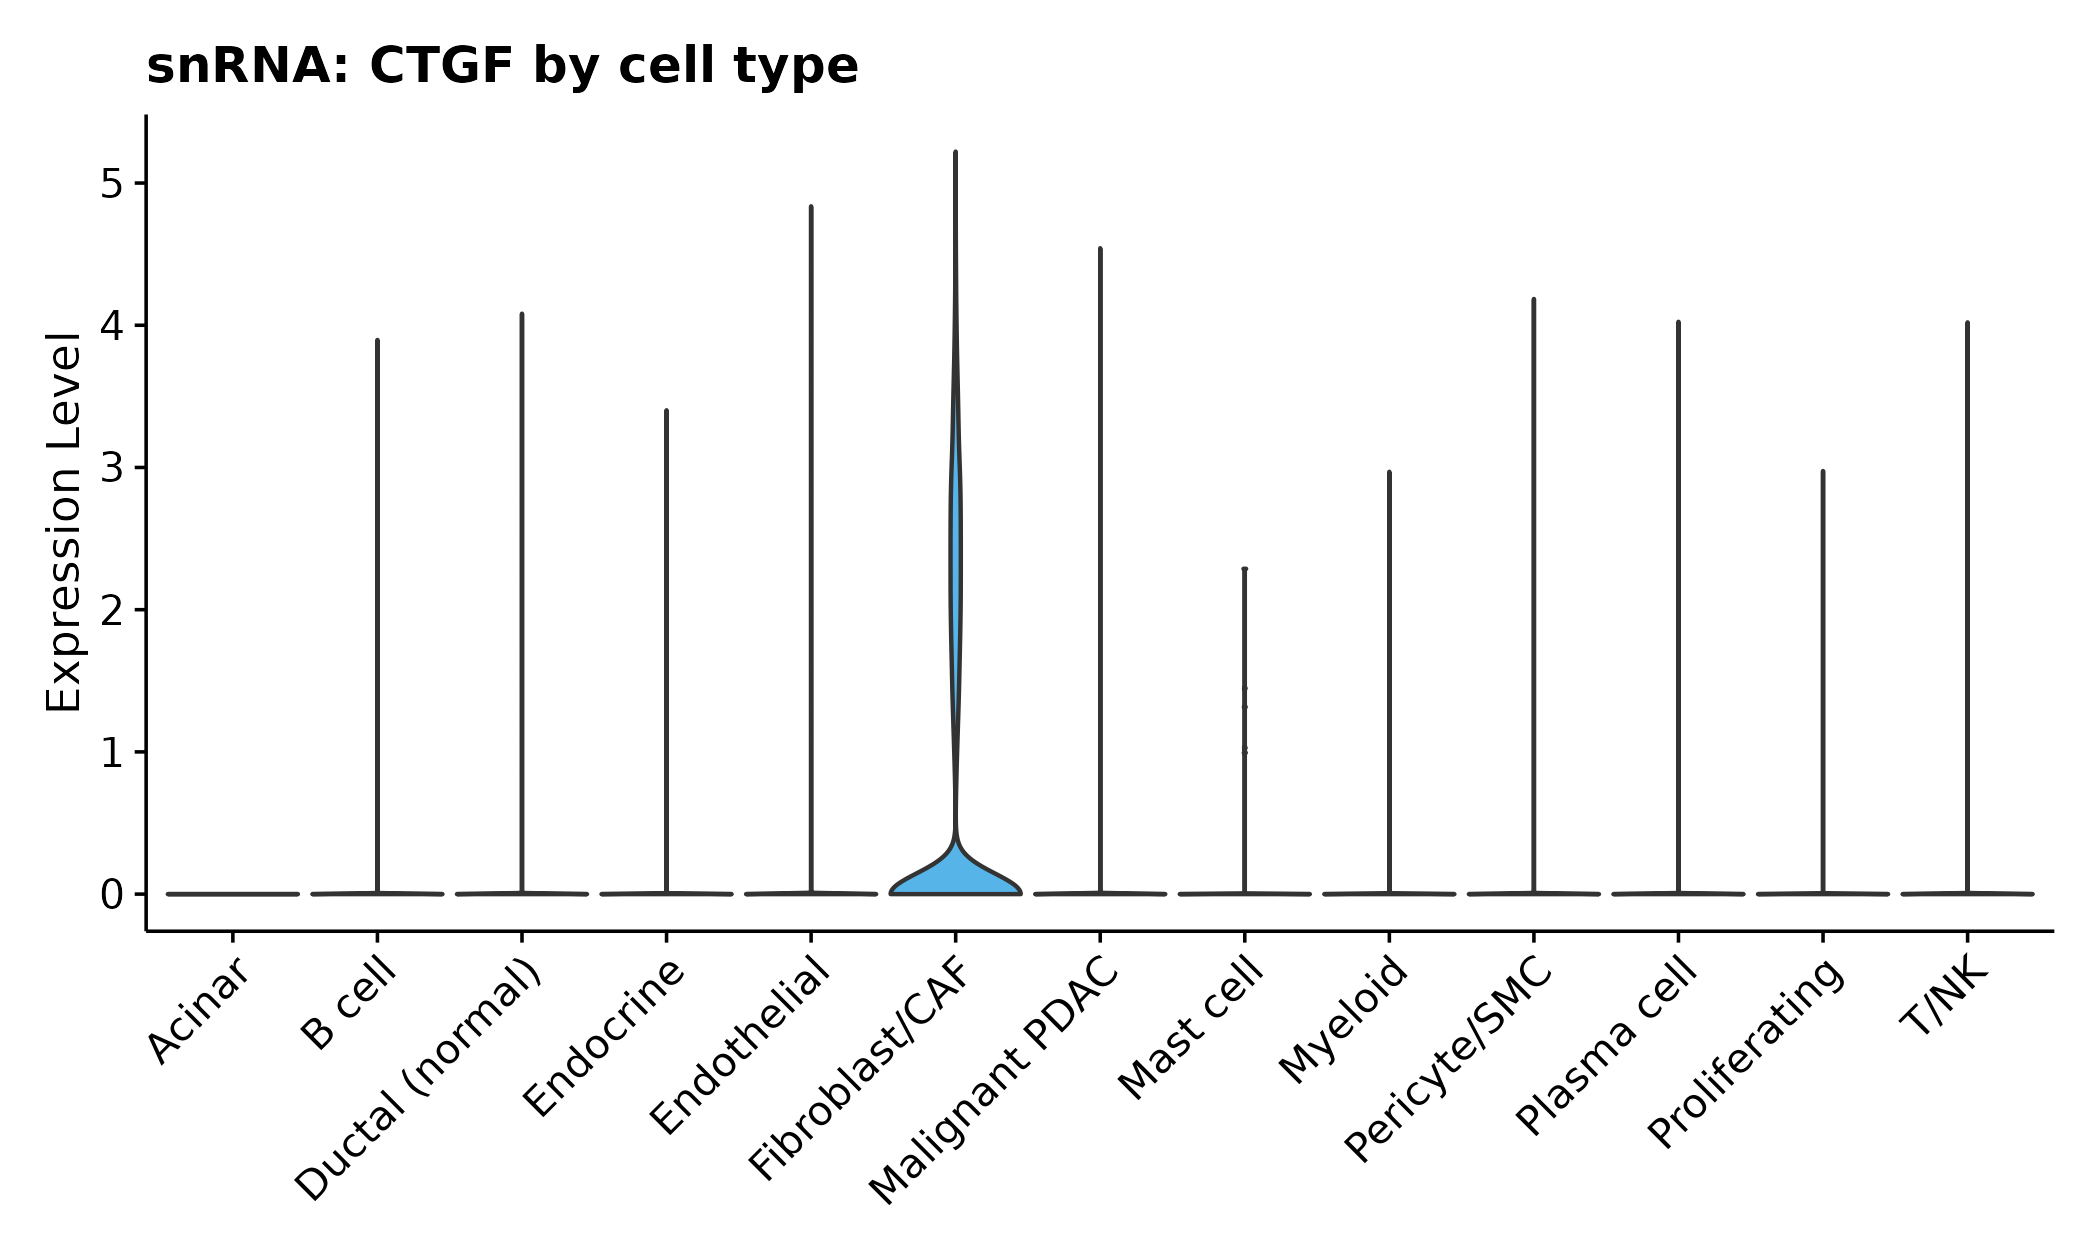 snRNA: CTGF by cell type
Expression Level
5
4
3
2
1
0
Acinar
B cell
Ductal (normal)
Endocrine
Endothelial
Fibroblast/CAF
Malignant PDAC
Mast cell
Myeloid
Pericyte/SMC
Plasma cell
Proliferating
T/NK